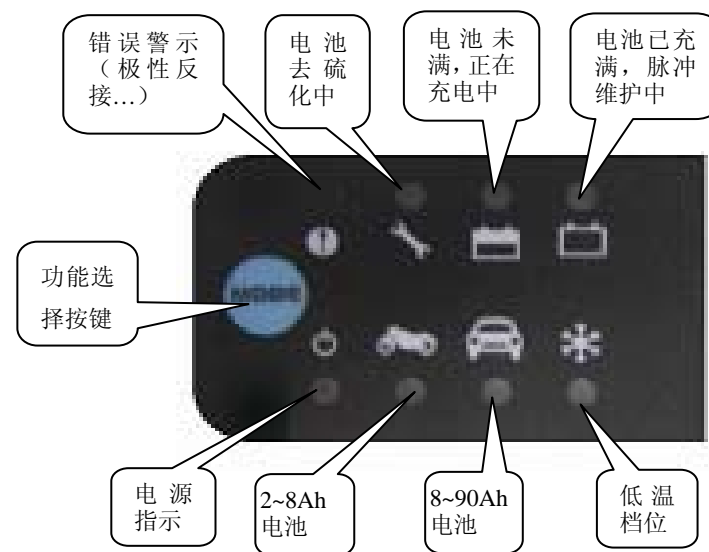 错误警示
（极性反
接...）
电池
去硫
化中
电池未
满，正在
充电中
电池已充
满，脉冲
维护中
功能选
择按键
MODE
电源
指示
2~8Ah
电池
8~90Ah
电池
低温
档位